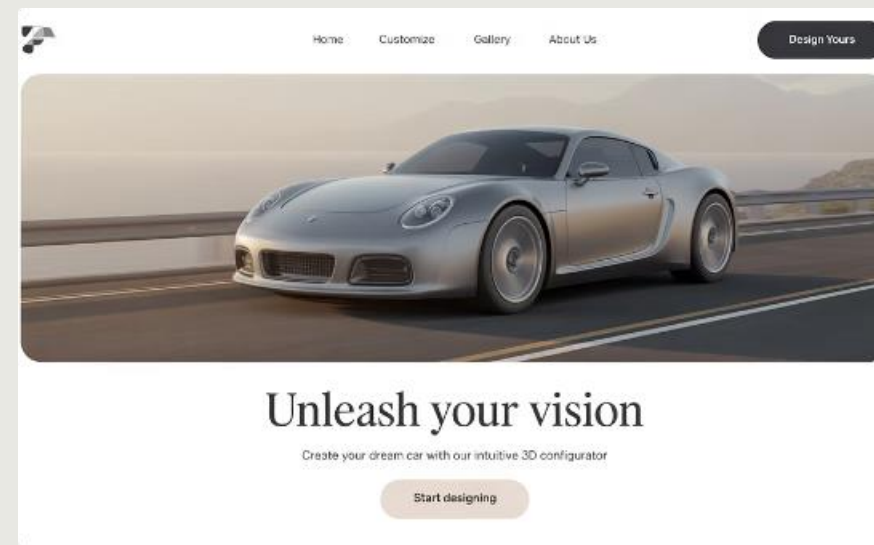 Home
Customize
Gallery
About Us
Design Yours
Unleash your vision
Create your dream car with our intuitive 3D configurator
Start designing